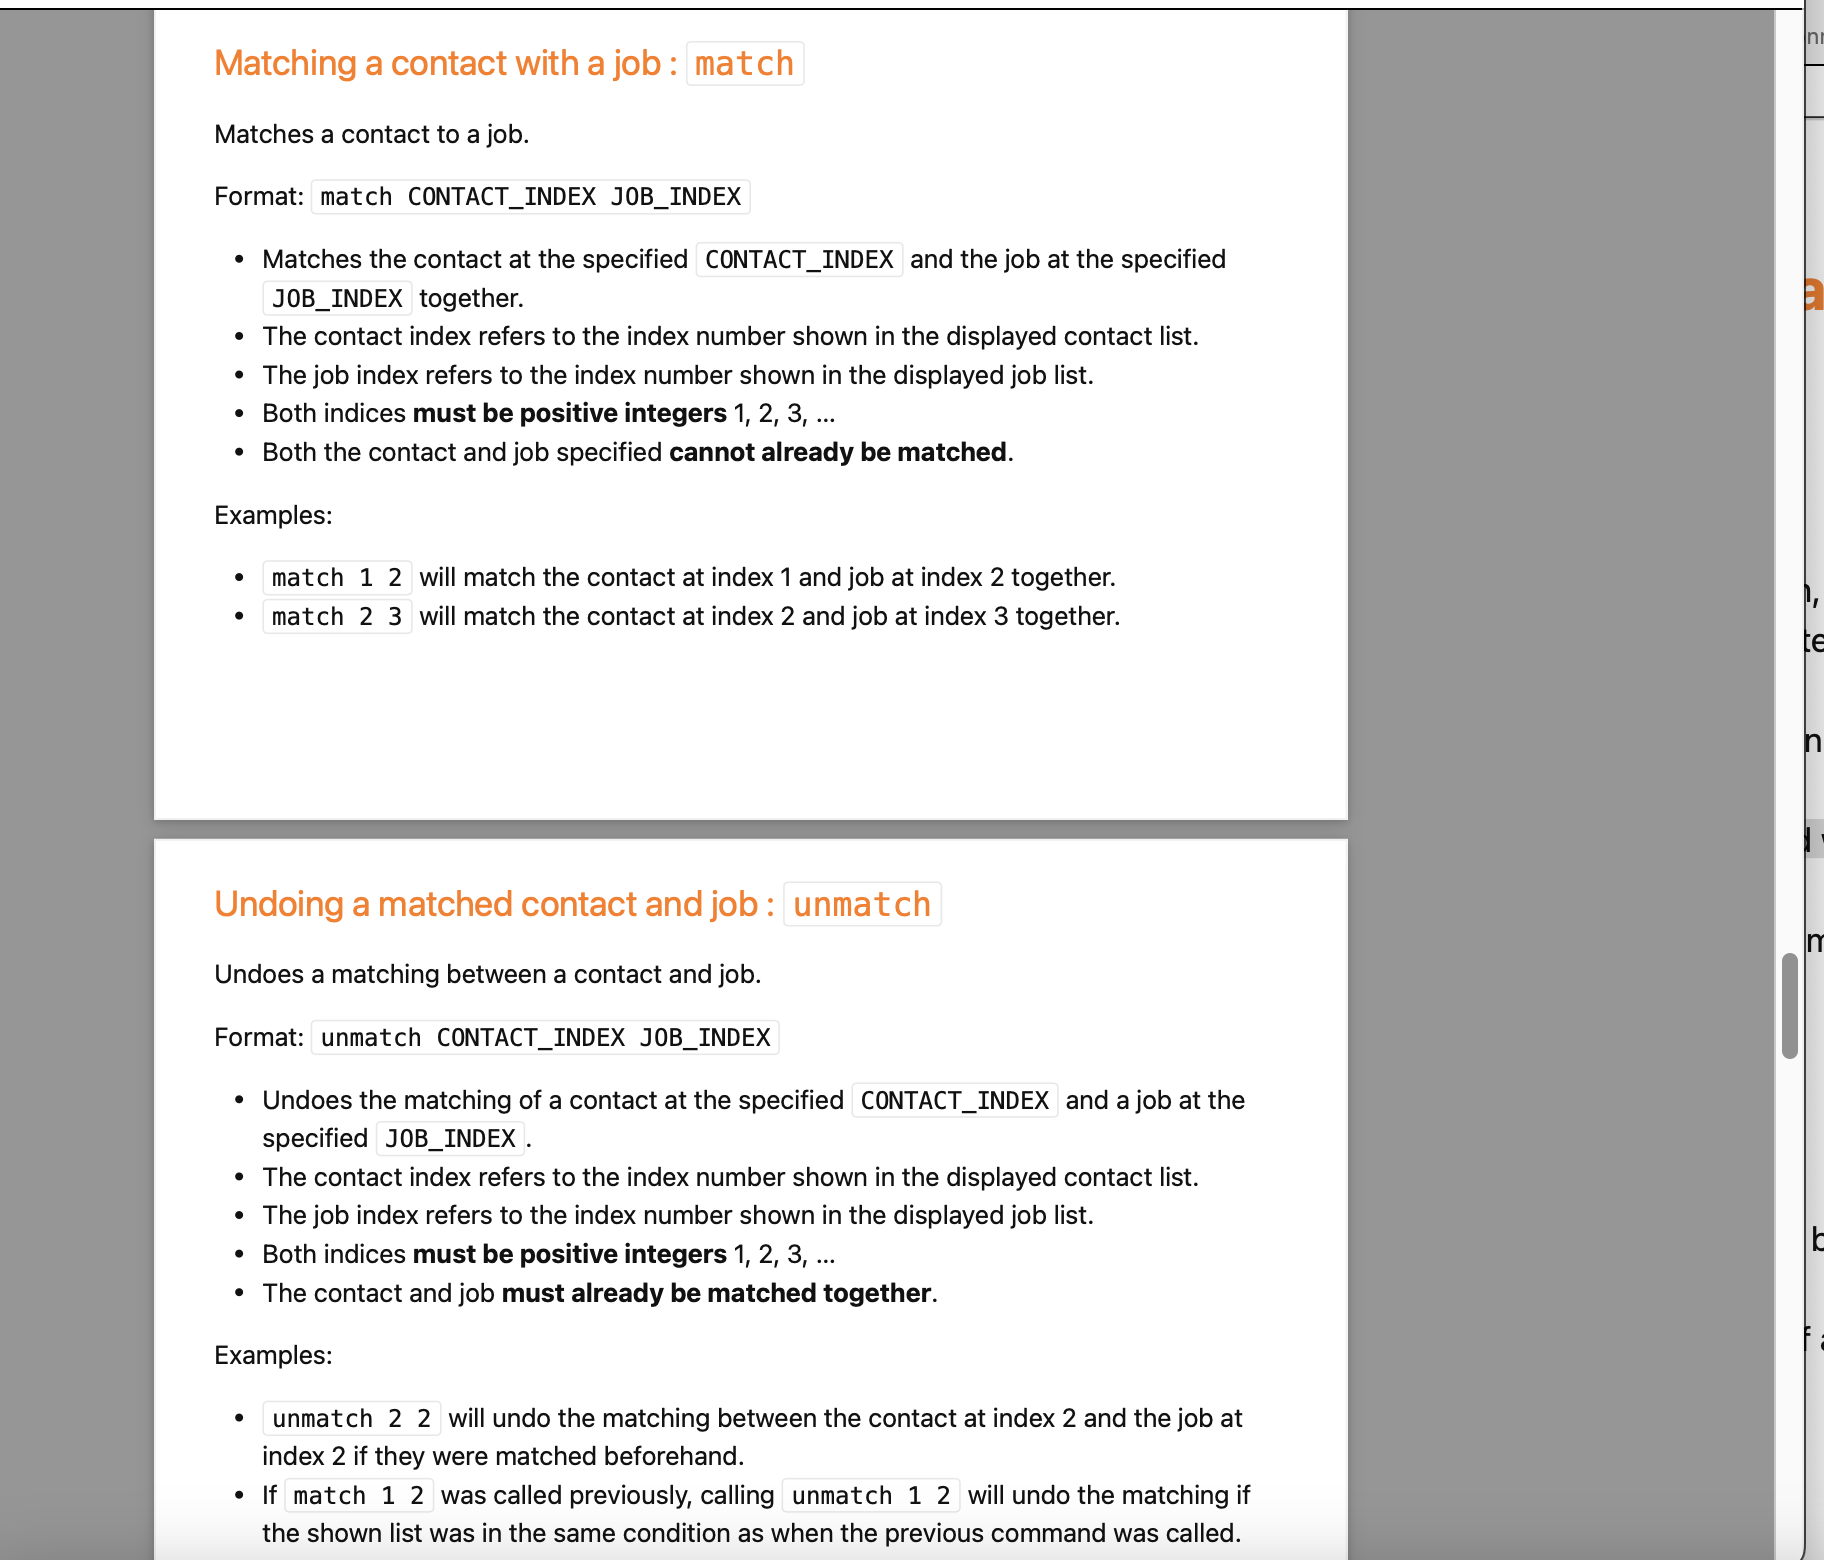 Matching a contact with a job : match
Matches a contact to a job.
Format: match CONTACT_INDEX JOB_INDEX
• Matches the contact at the specified CONTACT_INDEX and the job at the specified
JOB_INDEX together.
• The contact index refers to the index number shown in the displayed contact list.
• The job index refers to the index number shown in the displayed job list.
• Both indices must be positive integers 1, 2, 3, …
• Both the contact and job specified cannot already be matched.
Examples:
• match 1 2 will match the contact at index 1 and job at index 2 together.
• match 2 3 will match the contact at index 2 and job at index 3 together.
Undoing a matched contact and job : unmatch
Undoes a matching between a contact and job.
Format: unmatch CONTACT_INDEX JOB_INDEX
• Undoes the matching of a contact at the specified CONTACT_INDEX and a job at the
specified JOB_INDEX .
• The contact index refers to the index number shown in the displayed contact list.
• The job index refers to the index number shown in the displayed job list.
• Both indices must be positive integers 1, 2, 3, …
• The contact and job must already be matched together.
Examples:
• unmatch 2 2 will undo the matching between the contact at index 2 and the job at
index 2 if they were matched beforehand.
• If match 1 2 was called previously, calling unmatch 1 2 will undo the matching if
the shown list was in the same condition as when the previous command was called.